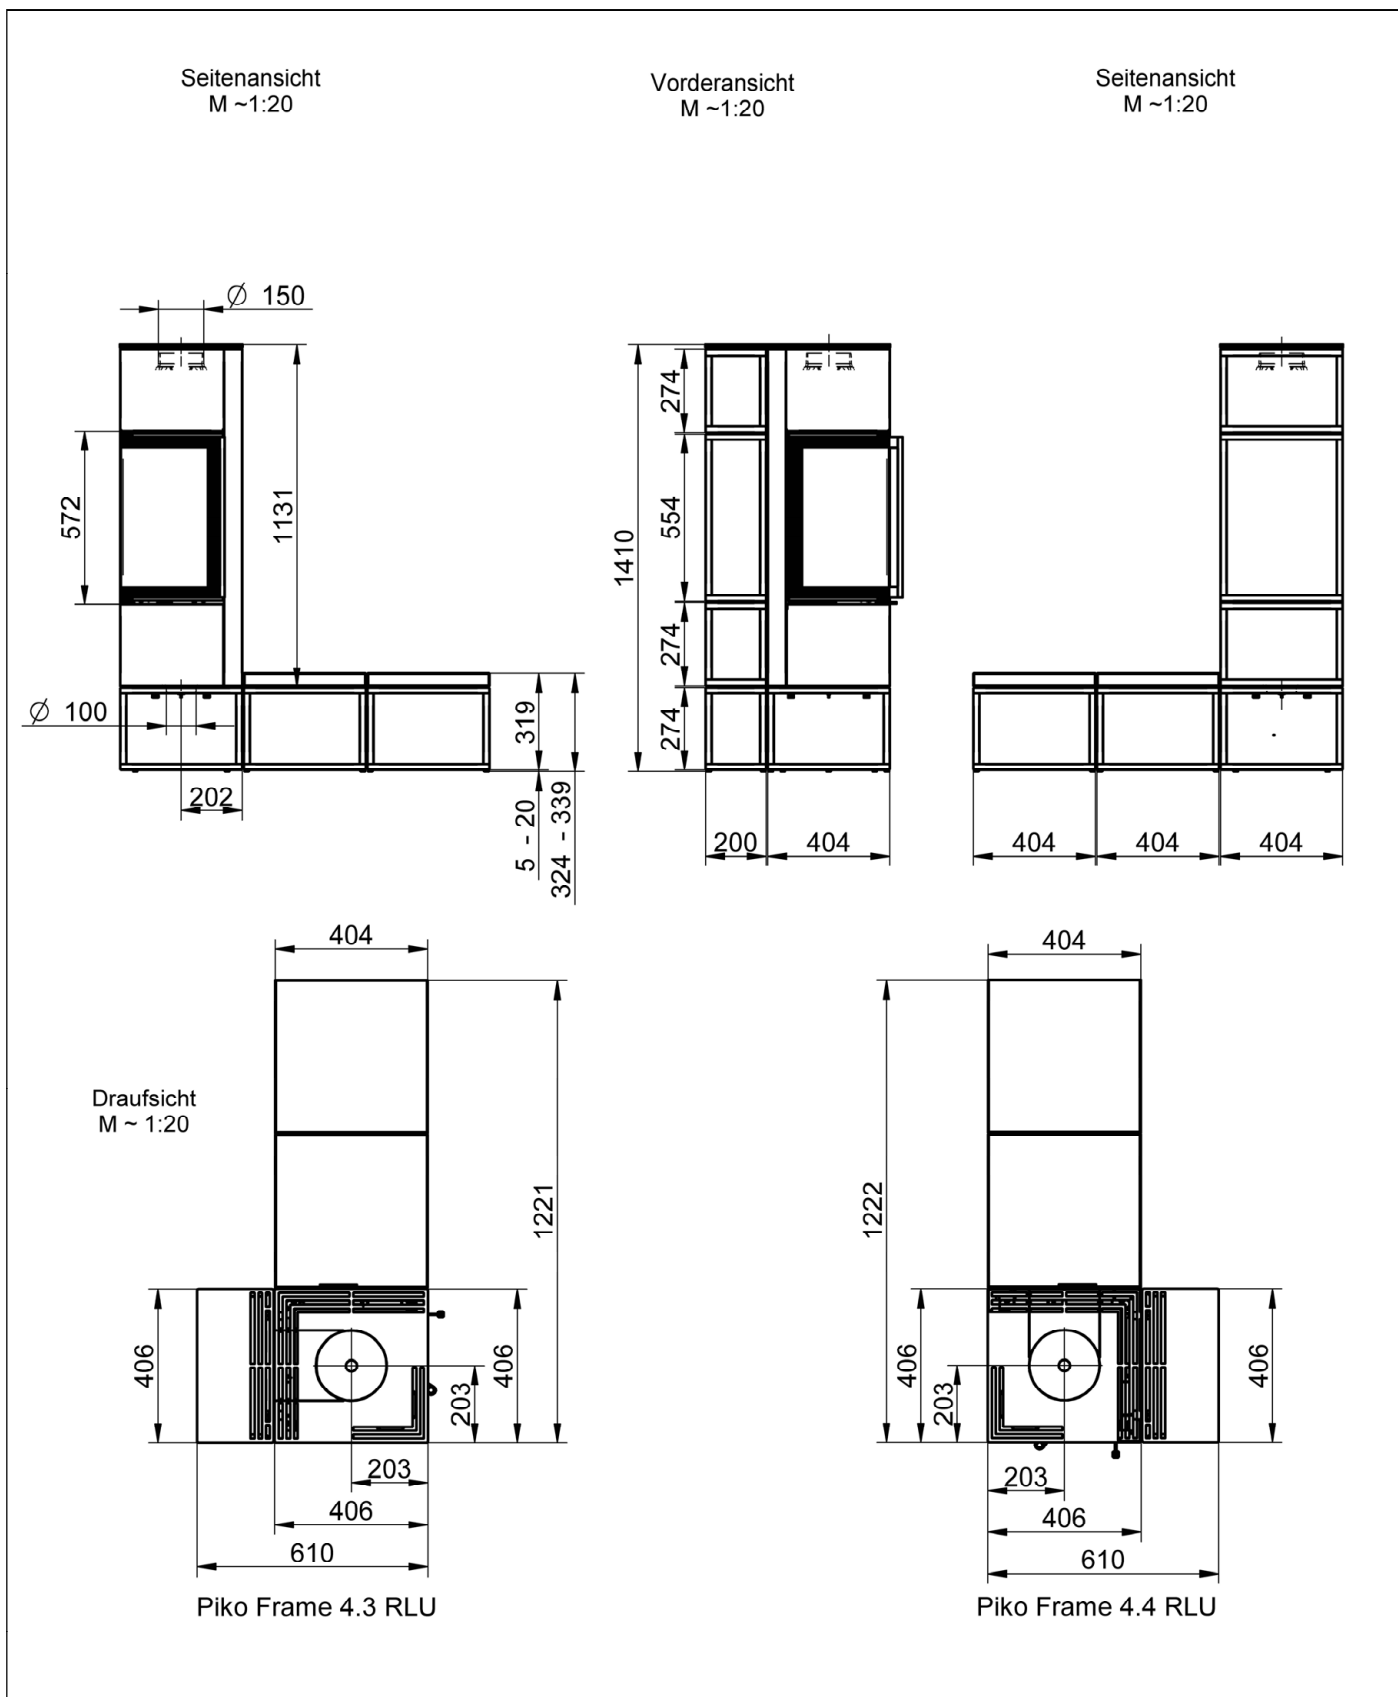 Seitenansicht
M ~1:20
Vorderansicht
M ~1:20
Seitenansicht
M ~1:20
Ø 150
572
1131
Ø 100
202
319
5 - 20
324 - 339
1410
274
554
274
274
200
404
404
404
404
Draufsicht
M ~ 1:20
404
1221
406
406
203
203
406
610
Piko Frame 4.3 RLU
404
1222
406
203
406
203
406
610
Piko Frame 4.4 RLU